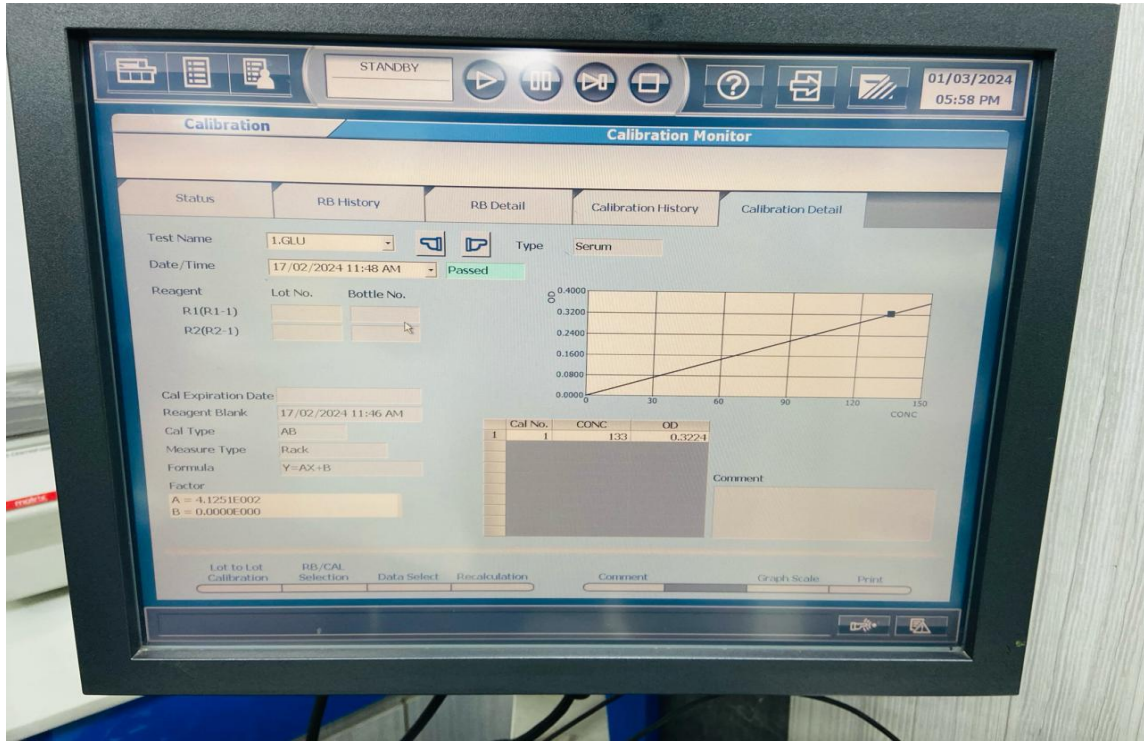 STANDBY
01/03/2024
05:58 PM
Calibration
Calibration Monitor
Status
RB History
RB Detail
Calibration History
Calibration Detail
Test Name
1.GLU
Type
Serum
Date/Time
17/02/2024 11:48 AM
Passed
Reagent
Lot No.
Bottle No.
R1(R1-1)
R2(R2-1)
OD
0.4000
0.3200
0.2400
0.1600
0.0800
0.0000
0
30
60
90
120
150
CONC
Cal Expiration Date
Reagent Blank
17/02/2024 11:46 AM
Cal Type
AB
Measure Type
Rack
Formula
Y=AX+B
Factor
A = 4.1251E002
B = 0.0000E000
Cal No. CONC OD
1 1 133 0.3224
Comment
Lot to Lot
Calibration
RB/CAL
Selection
Data Select
Recalculation
Comment
Graph Scale
Print
matrix